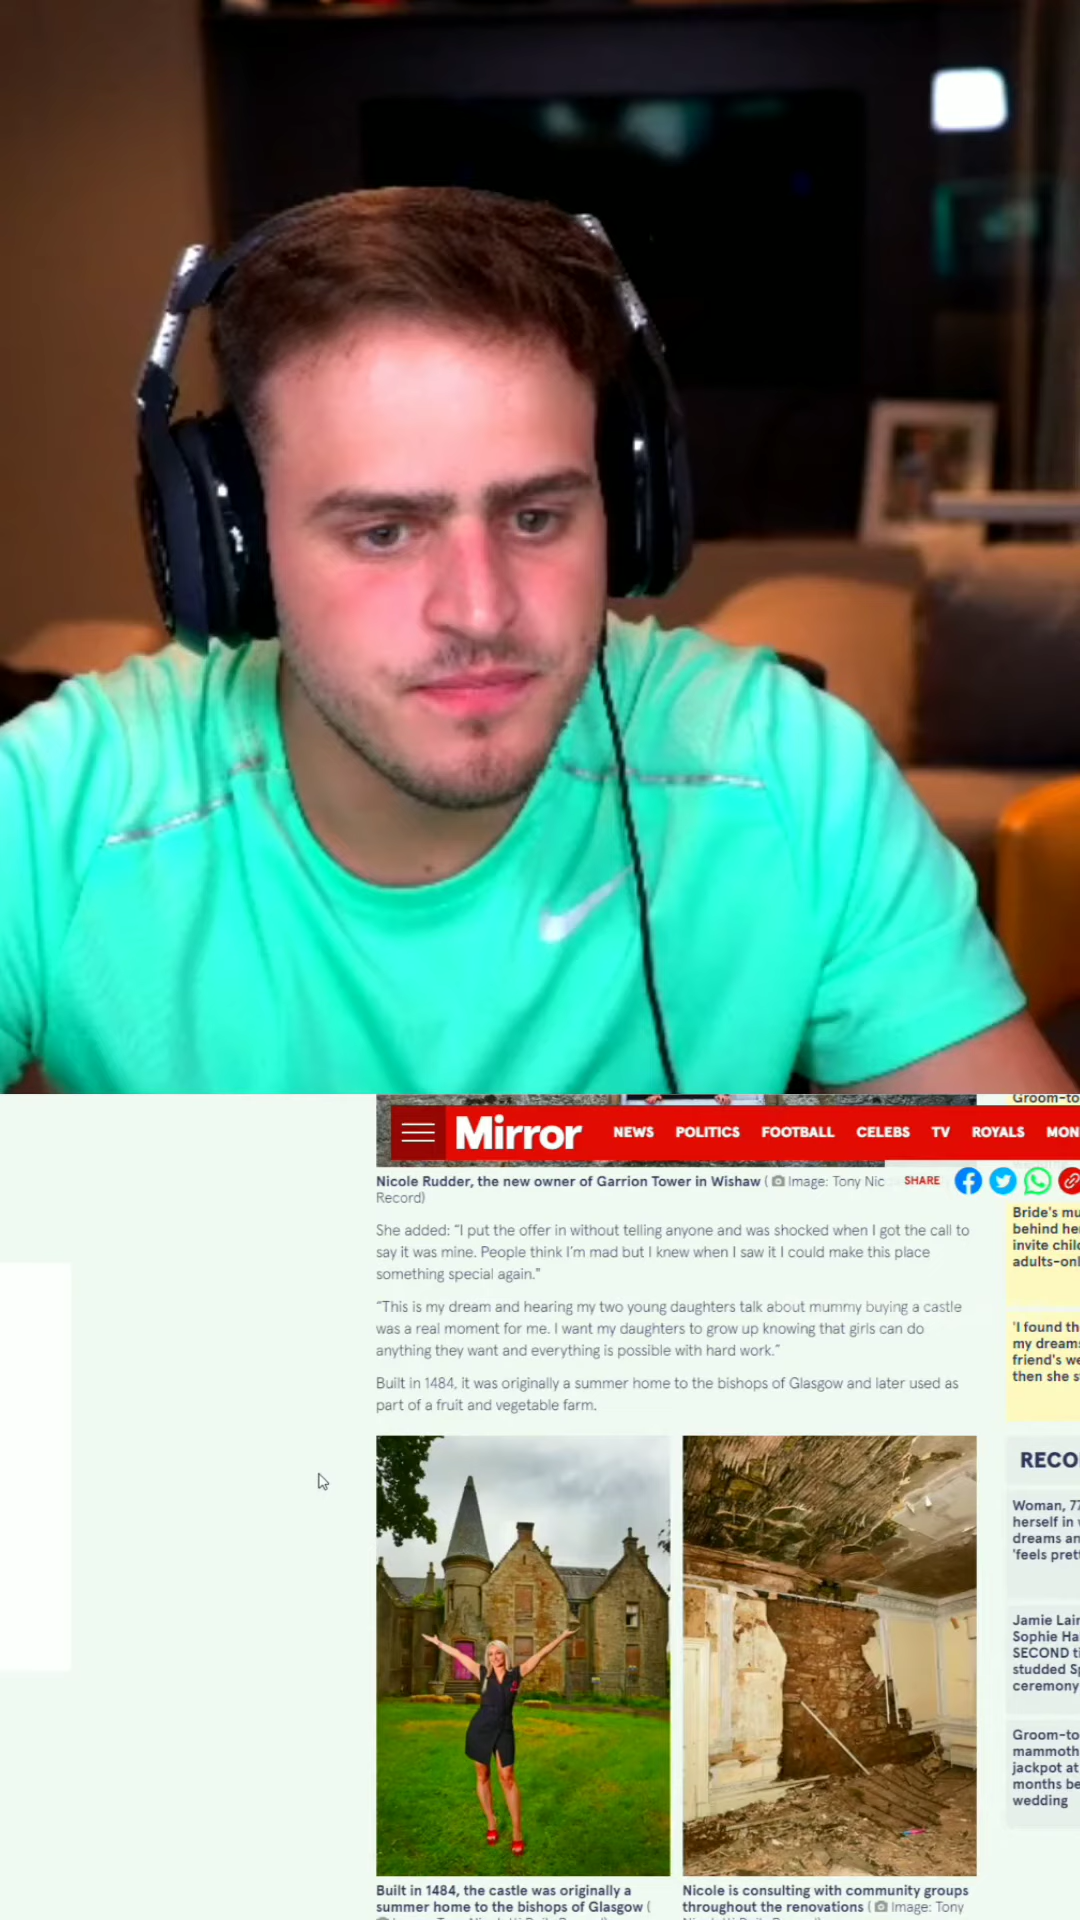 Groom-to
Mirror
NEWS POLITICS FOOTBALL CELEBS TV ROYALS MON
Nicole Rudder, the new owner of Garrion Tower in Wishaw ( Image: Tony Nic
Record)
SHARE
She added: “I put the offer in without telling anyone and was shocked when I got the call to
say it was mine. People think I’m mad but I knew when I saw it I could make this place
something special again.”
“This is my dream and hearing my two young daughters talk about mummy buying a castle
was a real moment for me. I want my daughters to grow up knowing that girls can do
anything they want and everything is possible with hard work.”
Built in 1484, it was originally a summer home to the bishops of Glasgow and later used as
part of a fruit and vegetable farm.
Built in 1484, the castle was originally a
summer home to the bishops of Glasgow (
Nicole is consulting with community groups
throughout the renovations ( Image: Tony
Bride's mu
behind he
invite chil
adults-onl
'I found th
my dreams
friend's we
then she s
RECO
Woman, 77
herself in
dreams an
'feels pret
Jamie Lain
Sophie Ha
SECOND ti
studded Sp
ceremony
Groom-to
mammoth
jackpot at
months be
wedding